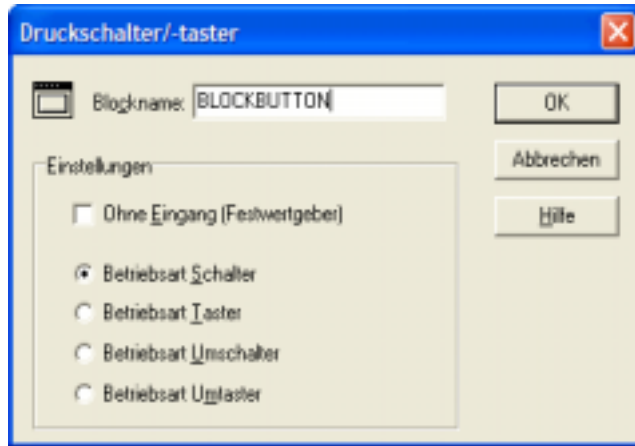 Druckschalter/-taster
Blockname: BLOCKBUTTON
OK
Abbrechen
Hilfe
Einstellungen
Ohne Eingang (Festwertgeber)
Betriebsart Schalter
Betriebsart Taster
Betriebsart Umschalter
Betriebsart Umtaster